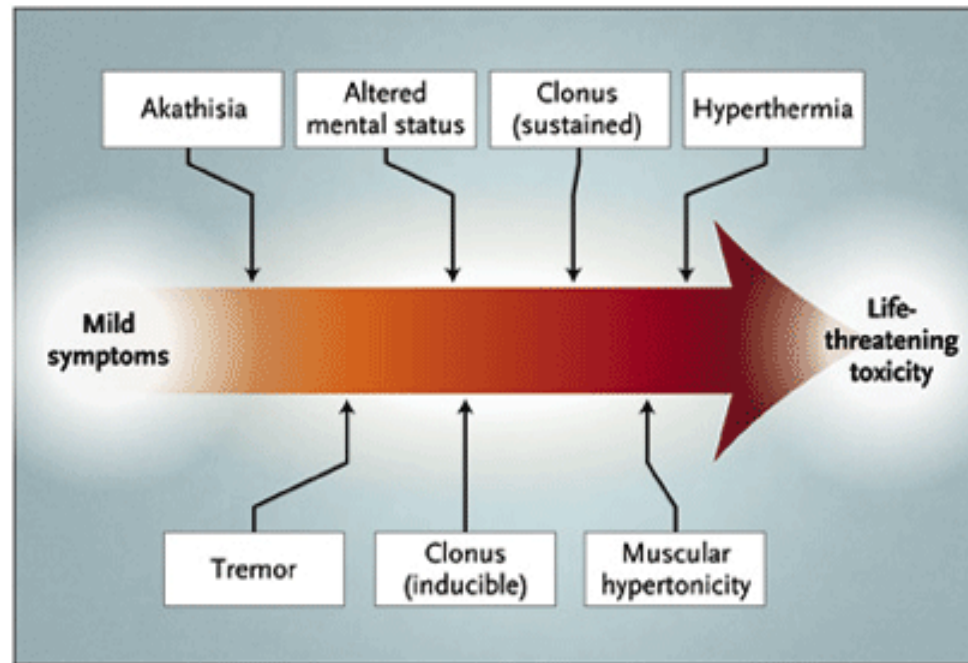 Akathisia
Altered
mental status
Clonus
(sustained)
Hyperthermia
Mild
symptoms
Life-
threatening
toxicity
Tremor
Clonus
(inducible)
Muscular
hypertonicity